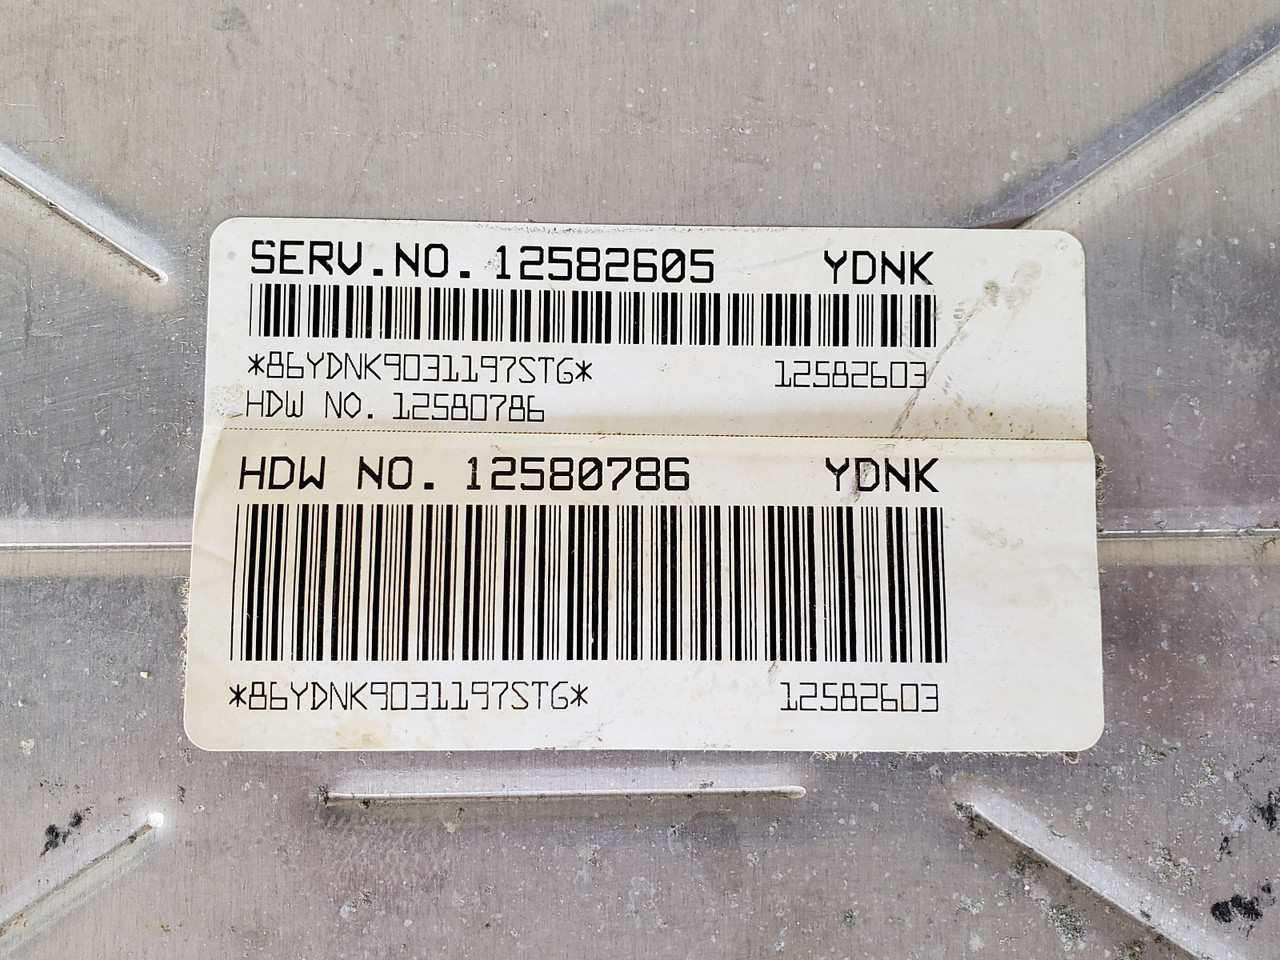 SERV.NO. 12582605 YDNK
*86YDNK9031197STG* 12582603
HDW NO. 12580786
HDW NO. 12580786 YDNK
*86YDNK9031197STG* 12582603